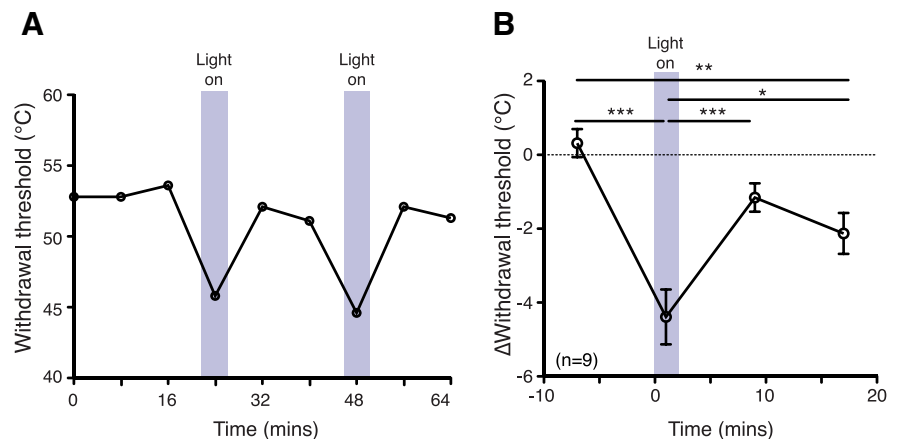 A
Light
on
Light
on
Withdrawal threshold (°C)
60
55
50
45
40
0
16
32
48
64
Time (mins)
B
Light
on
**
*
***
***
ΔWithdrawal threshold (°C)
2
0
-2
-4
-6
(n=9)
-10
0
10
20
Time (mins)